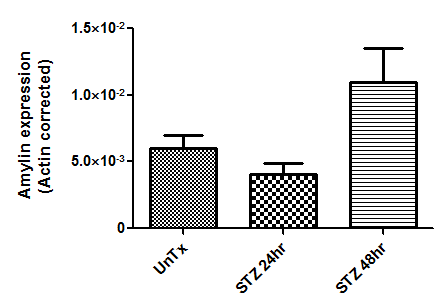 Amylin expression
(Actin corrected)
1.5×10⁻²
1.0×10⁻²
5.0×10⁻³
0
UnTx
STZ 24hr
STZ 48hr